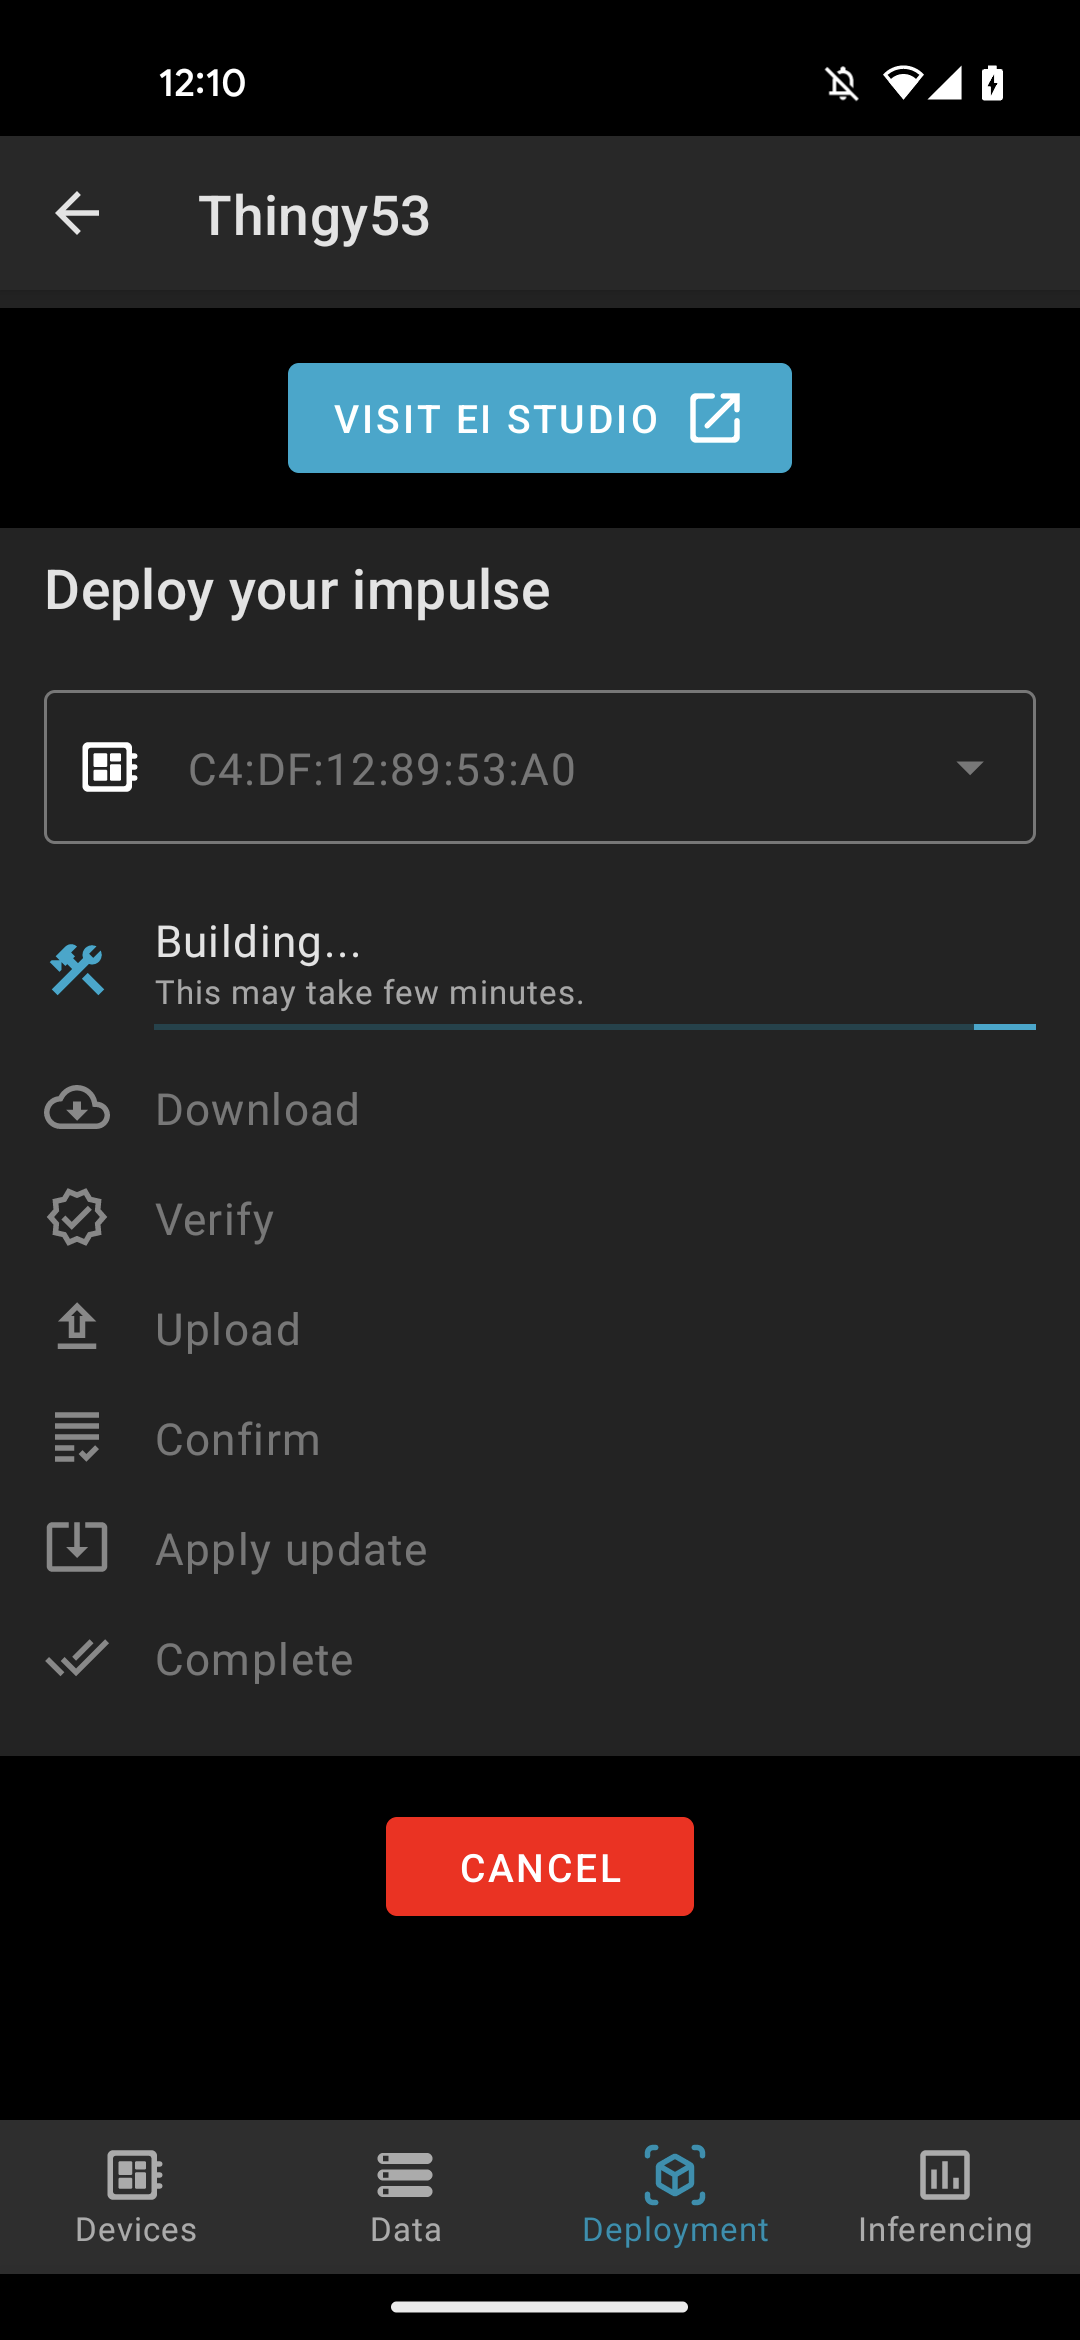 12:10
Thingy53
VISIT EI STUDIO
Deploy your impulse
C4:DF:12:89:53:A0
Building...
This may take few minutes.
Download
Verify
Upload
Confirm
Apply update
Complete
CANCEL
Devices
Data
Deployment
Inferencing